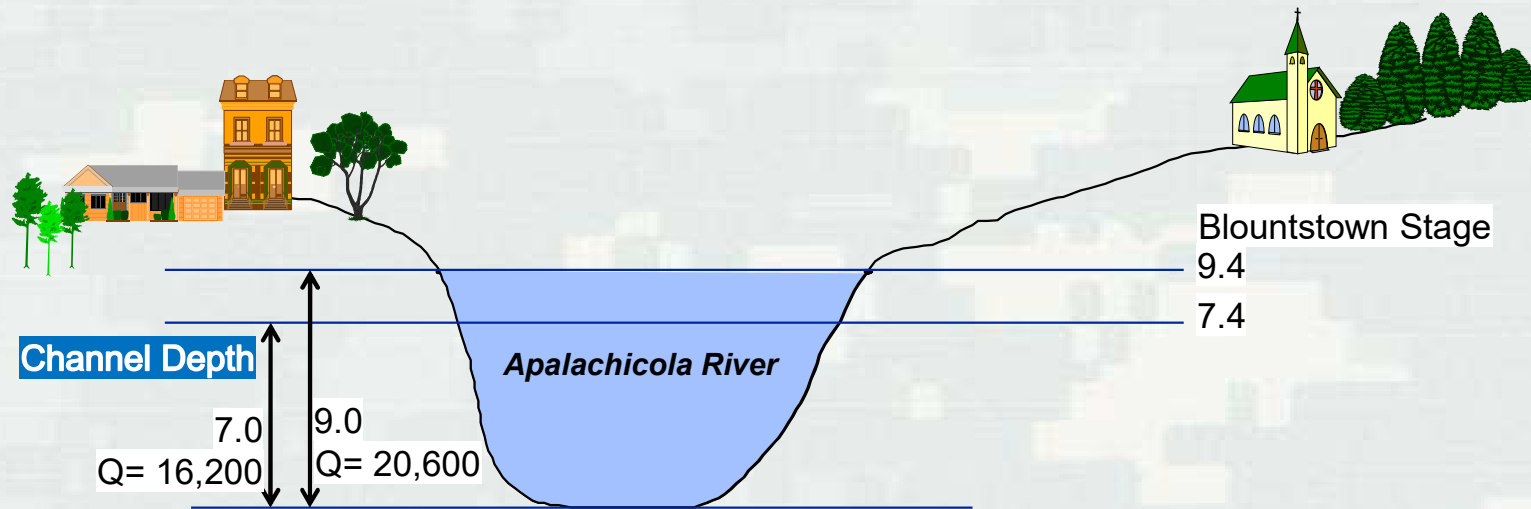 Blountstown Stage
9.4
7.4
Channel Depth
Apalachicola River
7.0
Q= 16,200
9.0
Q= 20,600